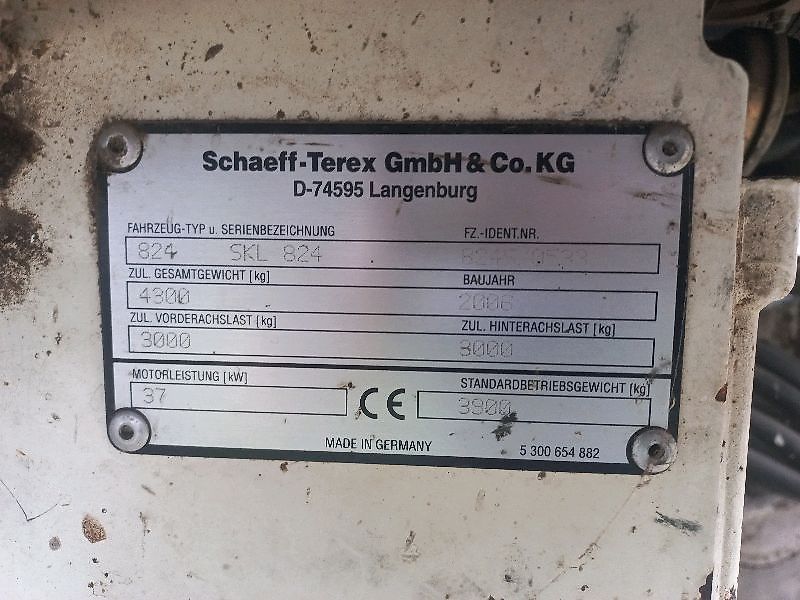 Schaeff-Terex GmbH & Co. KG
D-74595 Langenburg
FAHRZEUG-TYP u. SERIENBEZEICHNUNG FZ.-IDENT.NR.
824 SKL 824
ZUL. GESAMTGEWICHT [kg] BAUJAHR
4300 2006
ZUL. VORDERACHSLAST [kg] ZUL. HINTERACHSLAST [kg]
3000 3000
MOTORLEISTUNG [kW] STANDARDBETRIEBSGEWICHT [kg]
37 CE 3900
MADE IN GERMANY 5 300 654 882